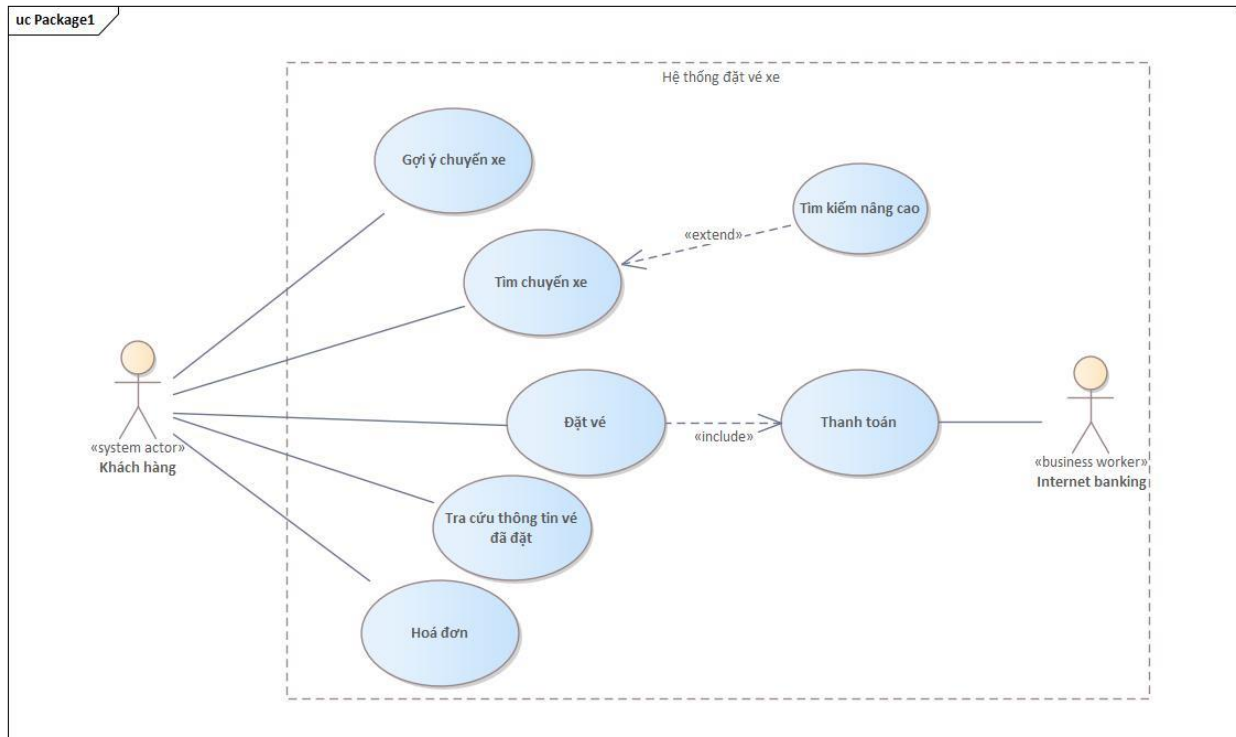 uc Package1
Hệ thống đặt vé xe
Gợi ý chuyến xe
Tìm kiếm nâng cao
«extend»
Tìm chuyến xe
Đặt vé
«include»
Thanh toán
«system actor»
Khách hàng
«business worker»
Internet banking
Tra cứu thông tin vé
đã đặt
Hoá đơn